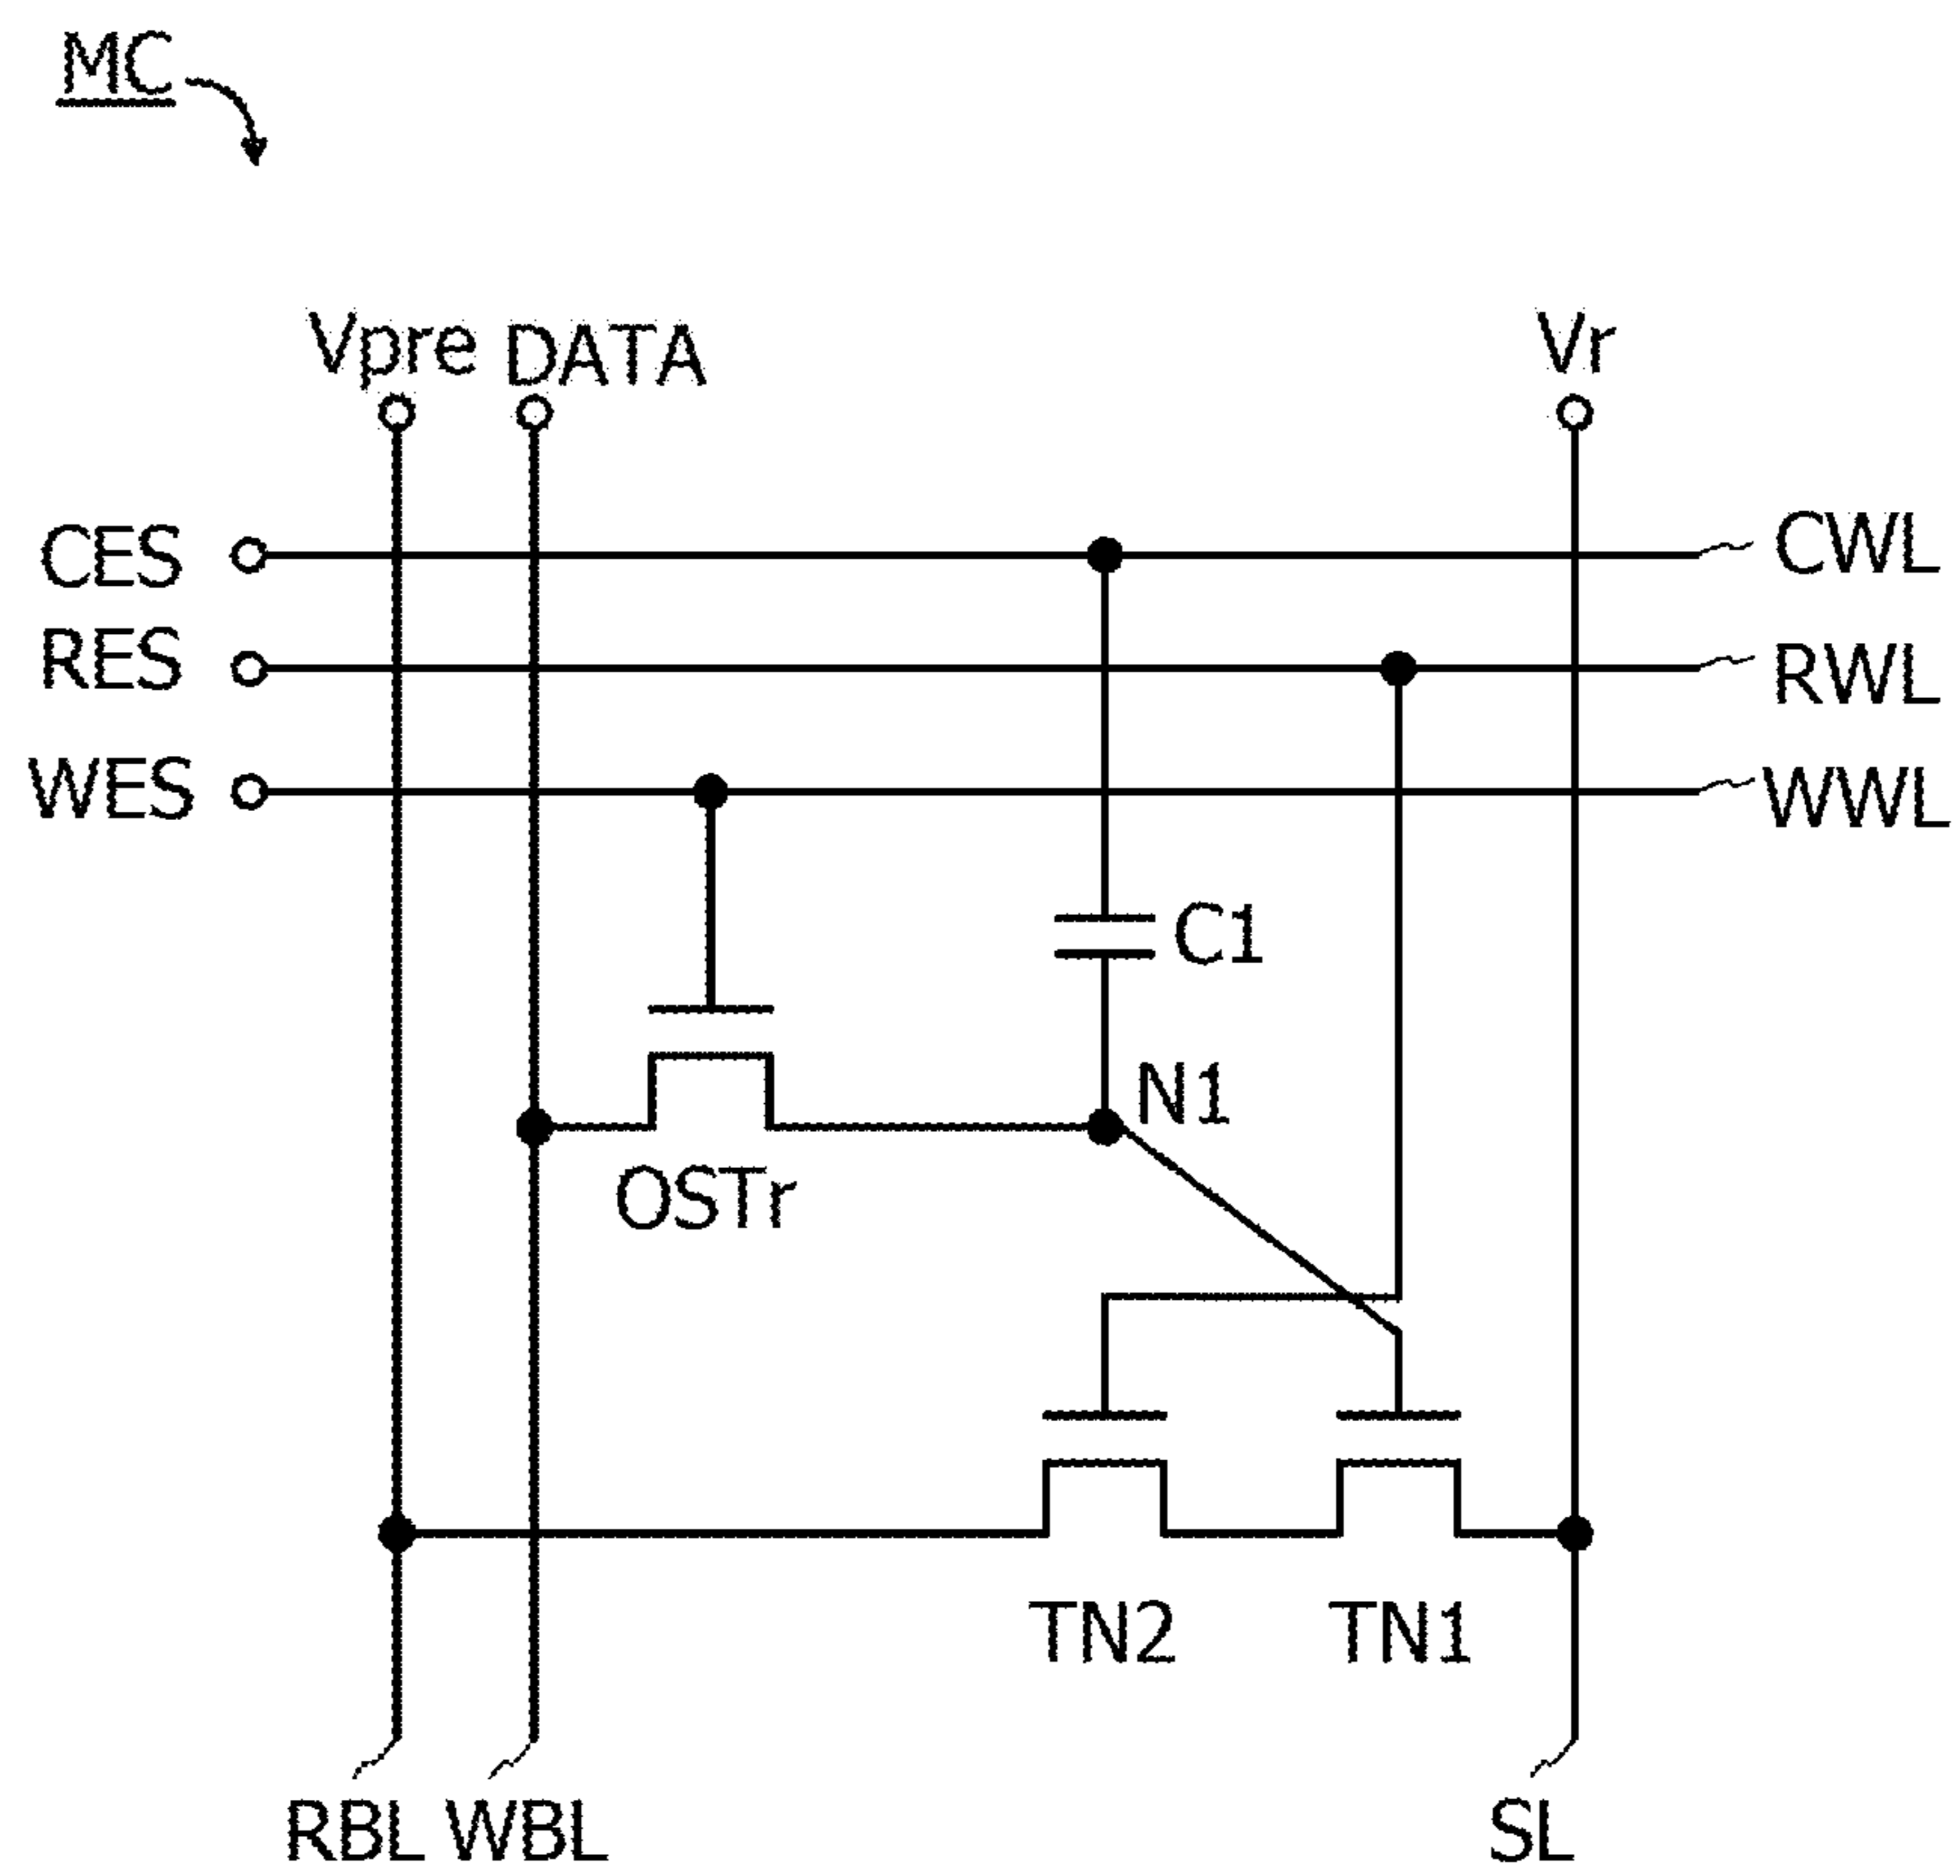 MC
Vpre DATA Vr
CES CWL
RES RWL
WES WWL
C1
N1
OSTr
TN2 TN1
RBL WBL SL